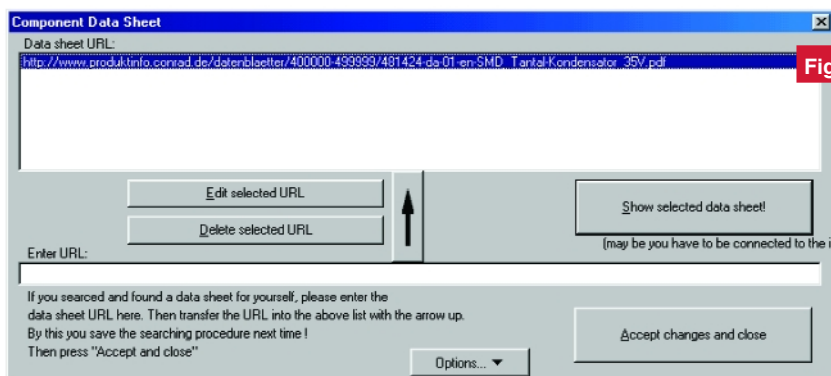 Component Data Sheet
Data sheet URL:
http://www.produktinfo.conrad.de/datenblaetter/400000-499999/481424-da-01-en-SMD_Tantal-Kondensator_35V.pdf
Fig
Edit selected URL
Delete selected URL
Show selected data sheet!
(may be you have to be connected to the i
Enter URL:
If you searced and found a data sheet for yourself, please enter the
data sheet URL here. Then transfer the URL into the above list with the arrow up.
By this you save the searching procedure next time !
Then press "Accept and close"
Accept changes and close
Options...